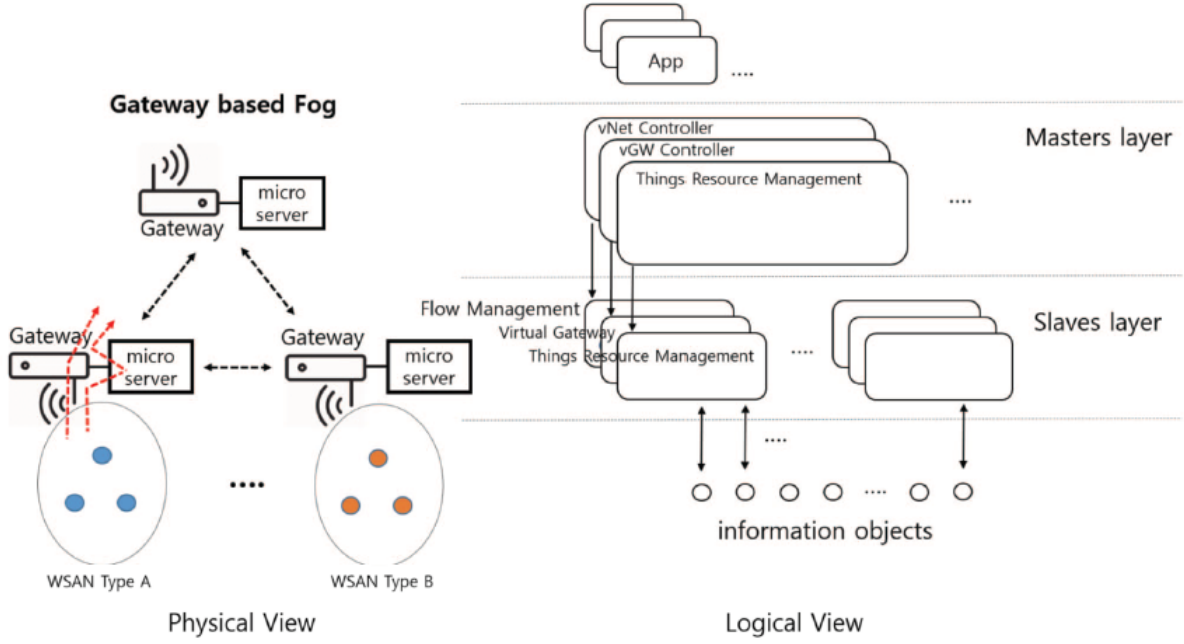 Gateway based Fog
micro
server
Gateway
Gateway
micro
server
Gateway
micro
server
....
WSAN Type A
WSAN Type B
Physical View
App
....
Masters layer
vNet Controller
vGW Controller
Things Resource Management
....
Slaves layer
Flow Management
Virtual Gateway
Things Resource Management
....
....
....
information objects
Logical View